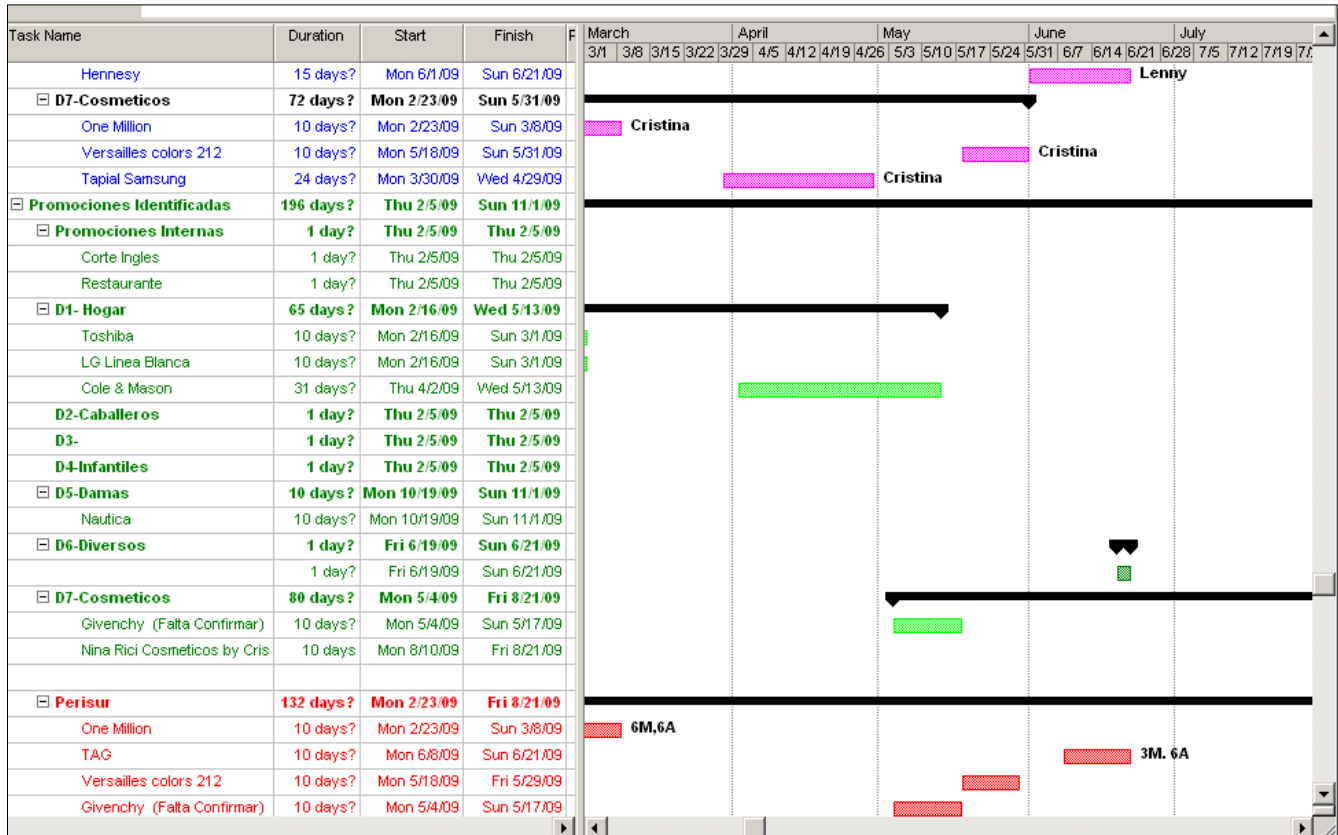 Task Name Duration Start Finish F March April May June July
3/1 3/8 3/15 3/22 3/29 4/5 4/12 4/19 4/26 5/3 5/10 5/17 5/24 5/31 6/7 6/14 6/21 6/28 7/5 7/12 7/19
Hennesy 15 days? Mon 6/1/09 Sun 6/21/09 Lenny
D7-Cosmeticos 72 days? Mon 2/23/09 Sun 5/31/09
One Million 10 days? Mon 2/23/09 Sun 3/8/09 Cristina
Versailles colors 212 10 days? Mon 5/18/09 Sun 5/31/09 Cristina
Tapial Samsung 24 days? Mon 3/30/09 Wed 4/29/09 Cristina
Promociones Identificadas 196 days? Thu 2/5/09 Sun 11/1/09
Promociones Internas 1 day? Thu 2/5/09 Thu 2/5/09
Corte Ingles 1 day? Thu 2/5/09 Thu 2/5/09
Restaurante 1 day? Thu 2/5/09 Thu 2/5/09
D1- Hogar 65 days? Mon 2/16/09 Wed 5/13/09
Toshiba 10 days? Mon 2/16/09 Sun 3/1/09
LG Linea Blanca 10 days? Mon 2/16/09 Sun 3/1/09
Cole & Mason 31 days? Thu 4/2/09 Wed 5/13/09
D2-Caballeros 1 day? Thu 2/5/09 Thu 2/5/09
D3- 1 day? Thu 2/5/09 Thu 2/5/09
D4-Infantiles 1 day? Thu 2/5/09 Thu 2/5/09
D5-Damas 10 days? Mon 10/19/09 Sun 11/1/09
Nautica 10 days? Mon 10/19/09 Sun 11/1/09
D6-Diversos 1 day? Fri 6/19/09 Sun 6/21/09
1 day? Fri 6/19/09 Sun 6/21/09
D7-Cosmeticos 80 days? Mon 5/4/09 Fri 8/21/09
Givenchy (Falta Confirmar) 10 days? Mon 5/4/09 Sun 5/17/09
Nina Rici Cosmeticos by Cris 10 days Mon 8/10/09 Fri 8/21/09
Perisur 132 days? Mon 2/23/09 Fri 8/21/09
One Million 10 days? Mon 2/23/09 Sun 3/8/09 6M,6A
TAG 10 days? Mon 6/8/09 Sun 6/21/09 3M. 6A
Versailles colors 212 10 days? Mon 5/18/09 Fri 5/29/09
Givenchy (Falta Confirmar) 10 days? Mon 5/4/09 Sun 5/17/09